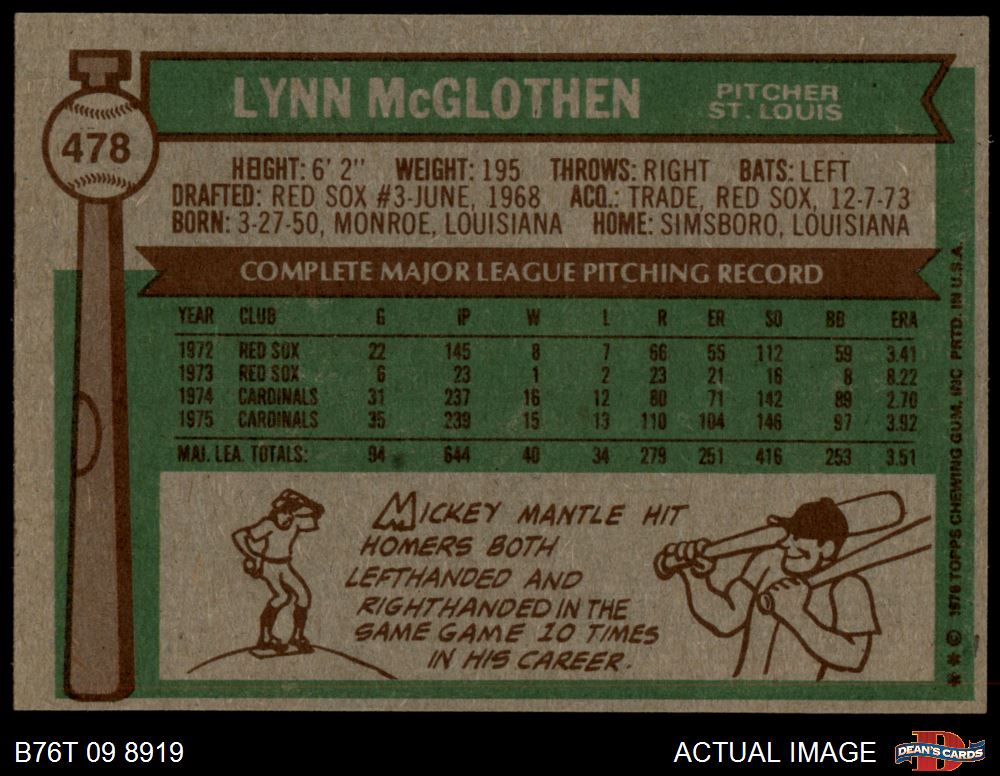 478
LYNN McGLOTHEN
PITCHER
ST. LOUIS
HEIGHT: 6' 2" WEIGHT: 195 THROWS: RIGHT BATS: LEFT
DRAFTED: RED SOX #3-JUNE, 1968 ACQ.: TRADE, RED SOX, 12-7-73
BORN: 3-27-50, MONROE, LOUISIANA HOME: SIMSBORO, LOUISIANA
COMPLETE MAJOR LEAGUE PITCHING RECORD
YEAR CLUB G IP W L R ER SO BB ERA
1972 RED SOX 22 145 8 7 66 55 112 59 3.41
1973 RED SOX 6 23 1 2 23 21 16 8 8.22
1974 CARDINALS 31 237 16 12 80 71 142 89 2.70
1975 CARDINALS 35 239 15 13 110 104 146 97 3.92
MAJ. LEA. TOTALS: 94 644 40 34 279 251 416 253 3.51
MICKEY MANTLE HIT
HOMERS BOTH
LEFTHANDED AND
RIGHTHANDED IN THE
SAME GAME 10 TIMES
IN HIS CAREER.
** © 1976 TOPPS CHEWING GUM, INC PRTD. IN U.S.A.
B76T 09 8919
ACTUAL IMAGE
D
DEAN'S CARDS